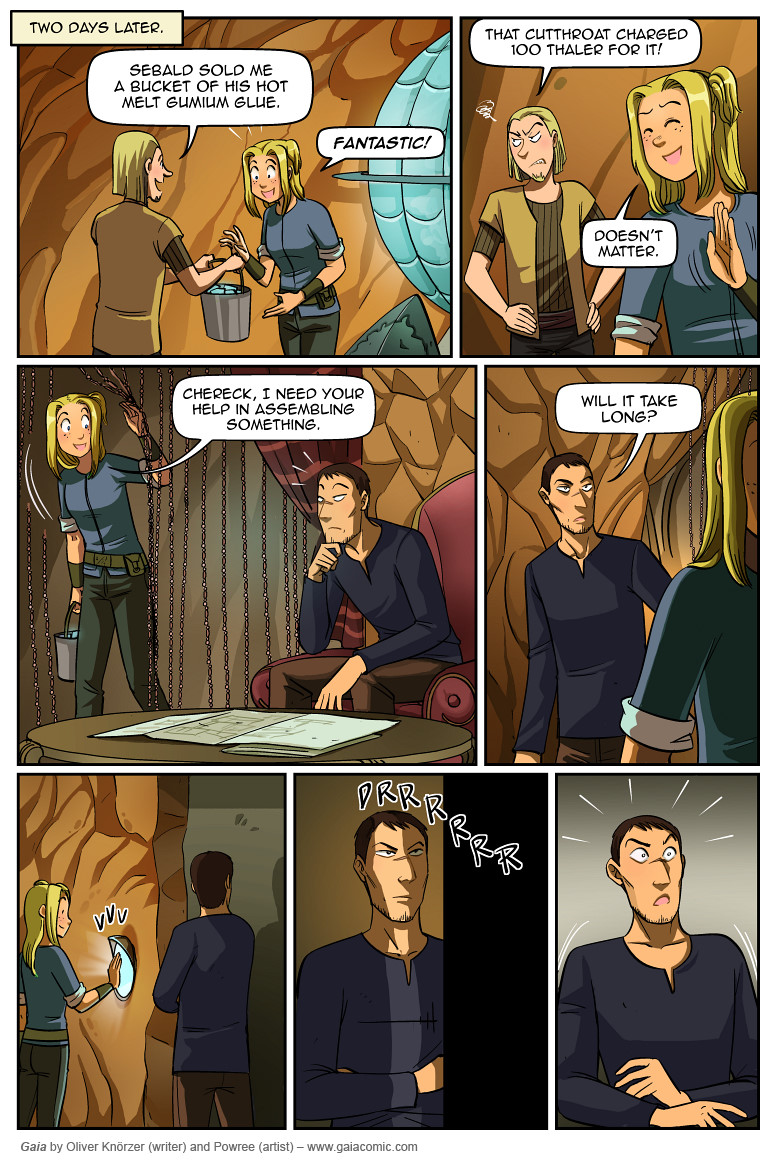 TWO DAYS LATER.
SEBALD SOLD ME
A BUCKET OF HIS HOT
MELT GUMIUM GLUE.
FANTASTIC!
THAT CUTTHROAT CHARGED
100 THALER FOR IT!
DOESN'T
MATTER.
CHERECK, I NEED YOUR
HELP IN ASSEMBLING
SOMETHING.
WILL IT TAKE
LONG?
VVV
DRRRRRR
Gaia by Oliver Knörzer (writer) and Powree (artist) – www.gaiacomic.com